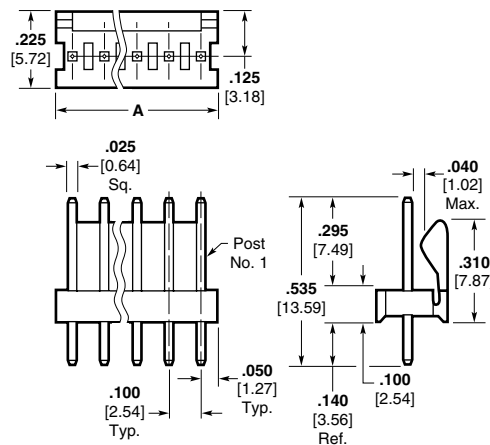 .225
[5.72]
.125
[3.18]
A
.025
[0.64]
Sq.
.040
[1.02]
Max.
.295
[7.49]
Post
No. 1
.310
[7.87]
.535
[13.59]
.050
[1.27]
Typ.
.100
[2.54]
Typ.
.100
[2.54]
.140
[3.56]
Ref.